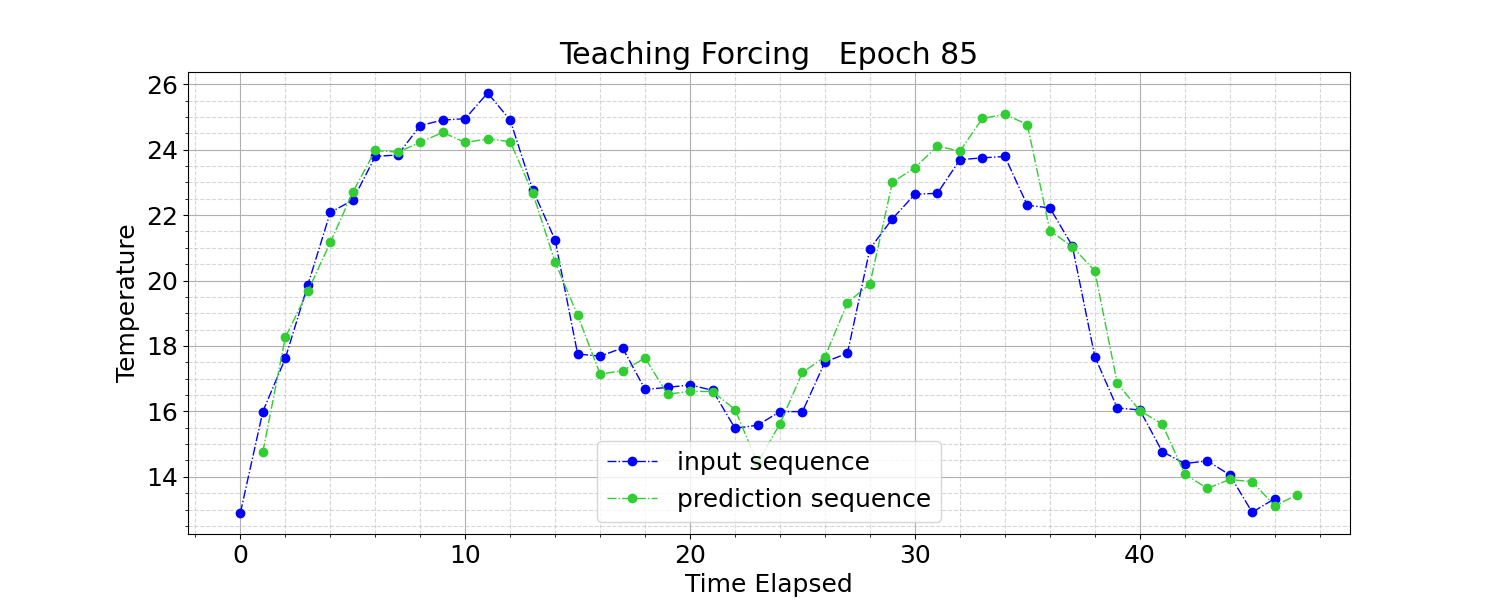 Teaching Forcing   Epoch 85
26
24
22
20
18
16
14
Temperature
input sequence
prediction sequence
0 10 20 30 40
Time Elapsed